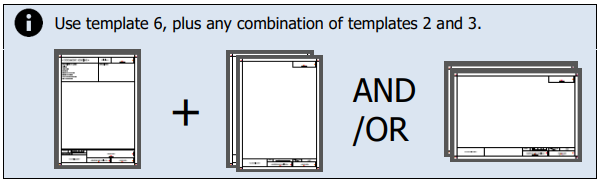 i Use template 6, plus any combination of templates 2 and 3.
+
AND
/OR